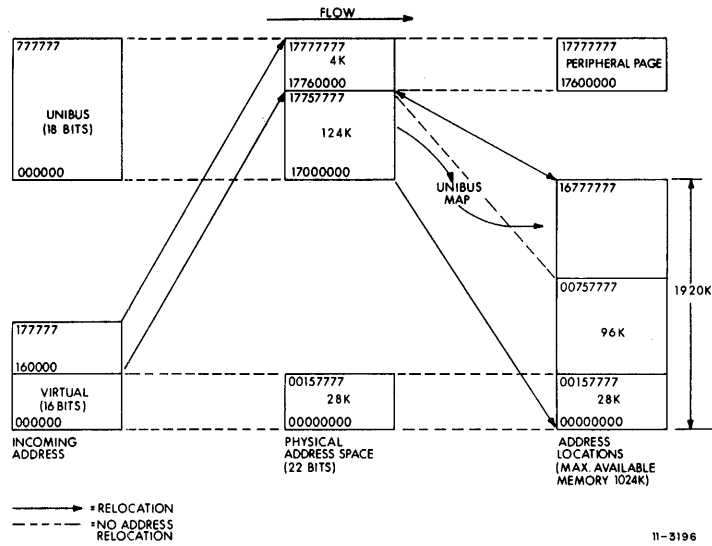 FLOW
777777
UNIBUS
(18 BITS)
000000
177777
160000
VIRTUAL
(16 BITS)
000000
INCOMING
ADDRESS
17777777
4K
17760000
17757777
124K
17000000
00157777
28K
00000000
PHYSICAL
ADDRESS SPACE
(22 BITS)
UNIBUS
MAP
17777777
PERIPHERAL PAGE
17600000
16777777
00757777
96K
00157777
28K
00000000
1920K
ADDRESS
LOCATIONS
(MAX. AVAILABLE
MEMORY 1024K)
= RELOCATION
= NO ADDRESS
RELOCATION
11-3196